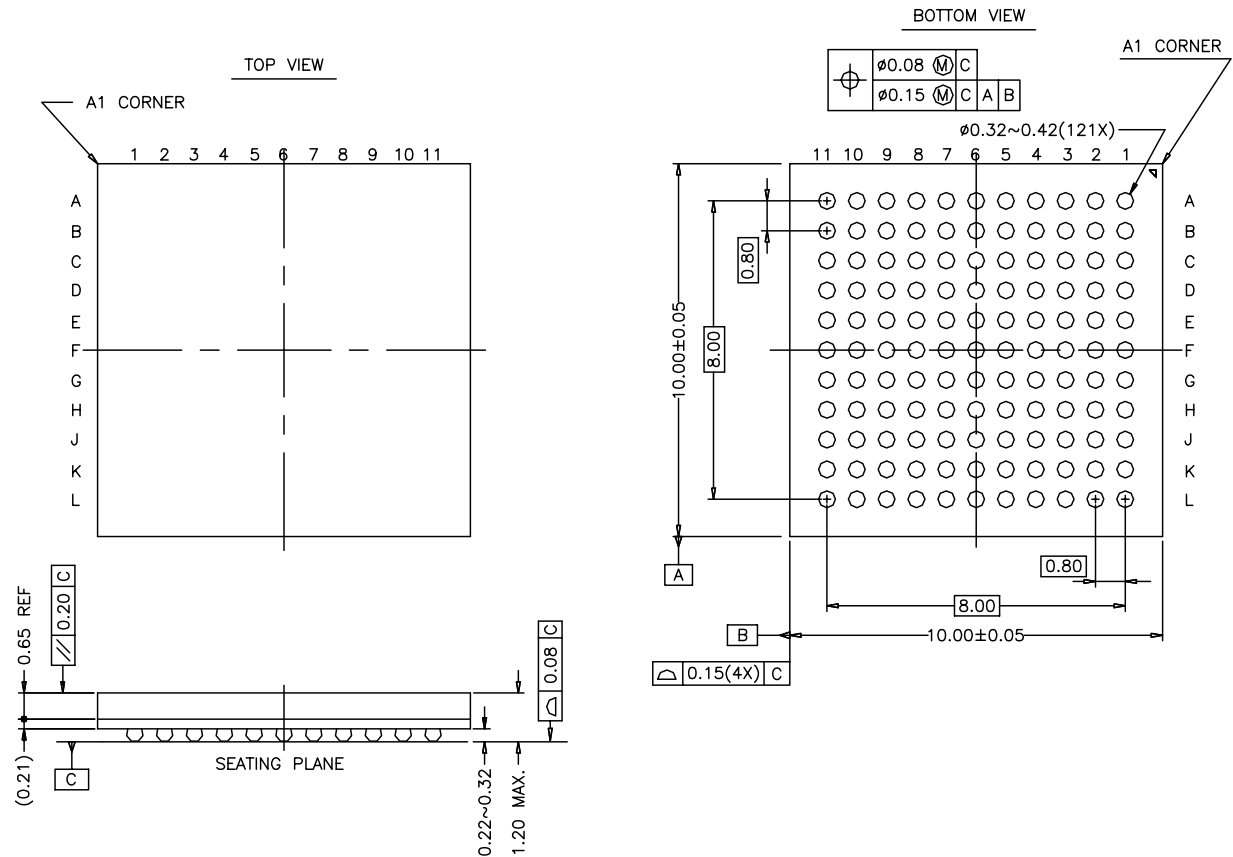 TOP VIEW
A1 CORNER
1 2 3 4 5 6 7 8 9 10 11
A
B
C
D
E
F
G
H
J
K
L
BOTTOM VIEW
A1 CORNER
ø0.08 Ⓜ C
ø0.15 Ⓜ C A B
ø0.32~0.42(121X)
11 10 9 8 7 6 5 4 3 2 1
A
B
C
D
E
F
G
H
J
K
L
0.80
8.00
10.00±0.05
A
0.80
8.00
B
10.00±0.05
0.15(4X) C
0.65 REF
// 0.20 C
(0.21)
C
SEATING PLANE
0.22~0.32
1.20 MAX.
0.08 C